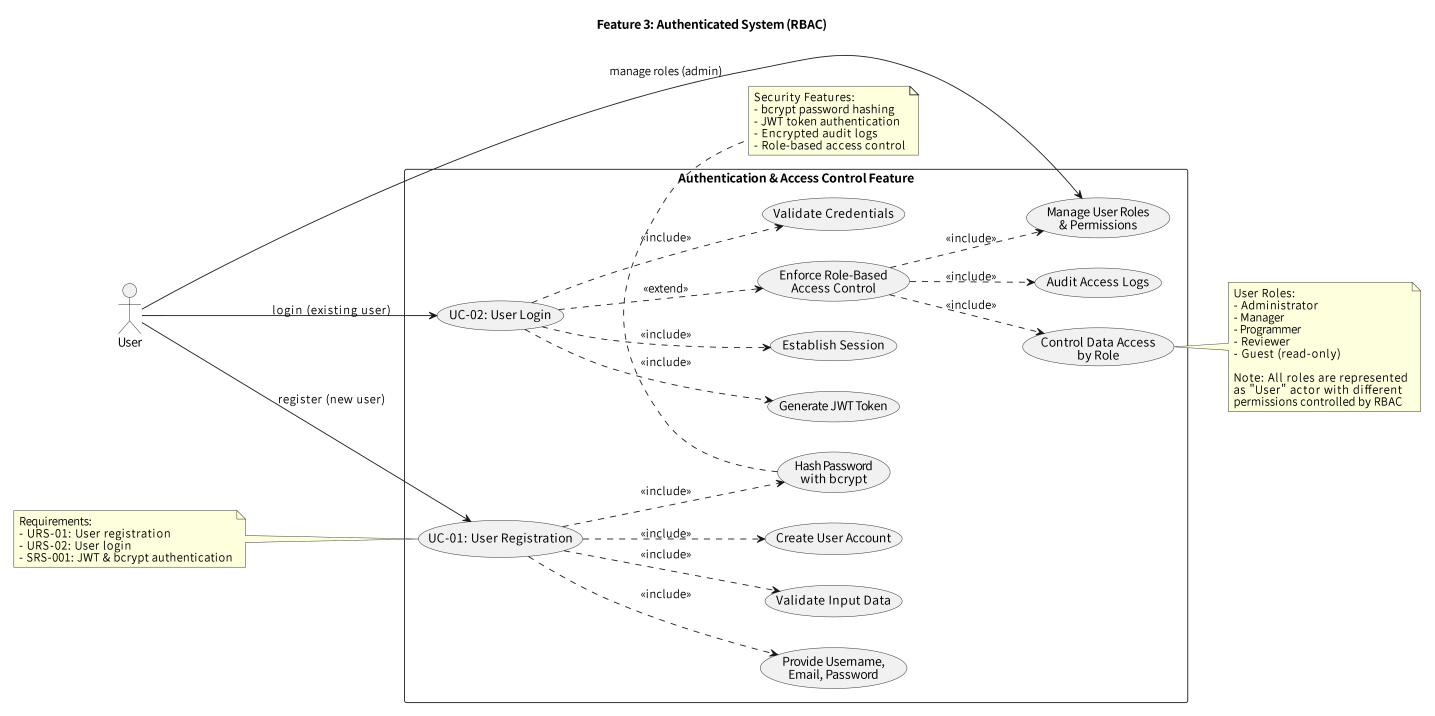 Feature 3: Authenticated System (RBAC)
manage roles (admin)
Security Features:
- bcrypt password hashing
- JWT token authentication
- Encrypted audit logs
- Role-based access control
Authentication & Access Control Feature
Validate Credentials
Manage User Roles
& Permissions
«include»
«include»
Enforce Role-Based
Access Control
«include»
Audit Access Logs
«extend»
«include»
User Roles:
- Administrator
- Manager
- Programmer
- Reviewer
- Guest (read-only)
Note: All roles are represented
as "User" actor with different
permissions controlled by RBAC
User
login (existing user)
UC-02: User Login
«include»
Establish Session
Control Data Access
by Role
«include»
Generate JWT Token
register (new user)
Hash Password
with bcrypt
«include»
Requirements:
- URS-01: User registration
- URS-02: User login
- SRS-001: JWT & bcrypt authentication
UC-01: User Registration
«include»
Create User Account
«include»
Validate Input Data
«include»
Provide Username,
Email, Password